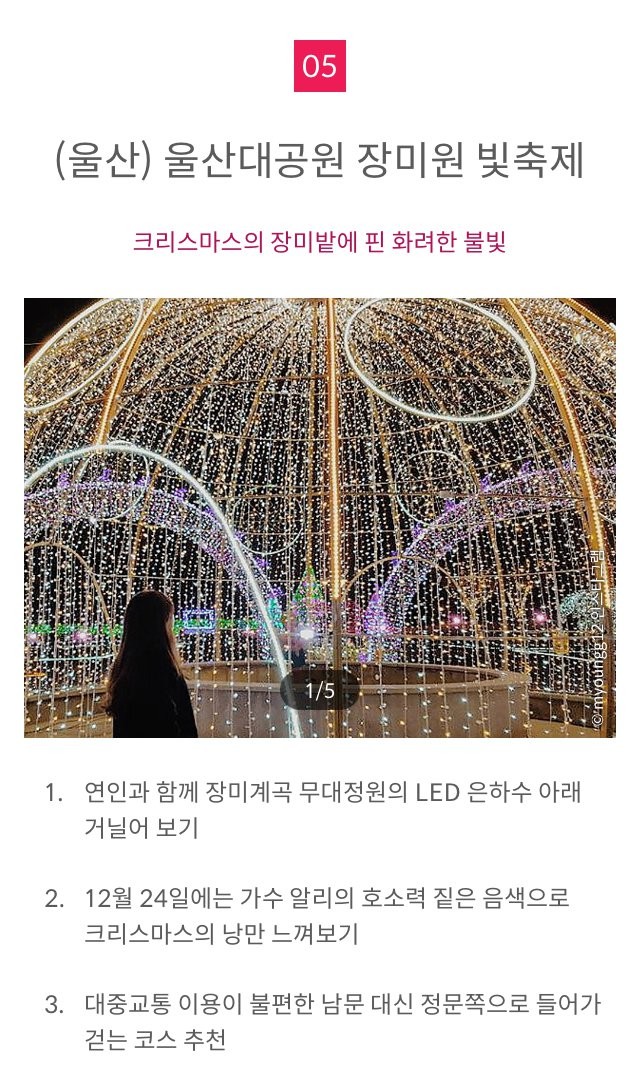 05
(울산) 울산대공원 장미원 빛축제
크리스마스의 장미밭에 핀 화려한 불빛
©myoungg12 인스타그램
1/5
1. 연인과 함께 장미계곡 무대정원의 LED 은하수 아래
거닐어 보기
2. 12월 24일에는 가수 알리의 호소력 짙은 음색으로
크리스마스의 낭만 느껴보기
3. 대중교통 이용이 불편한 남문 대신 정문쪽으로 들어가
걷는 코스 추천